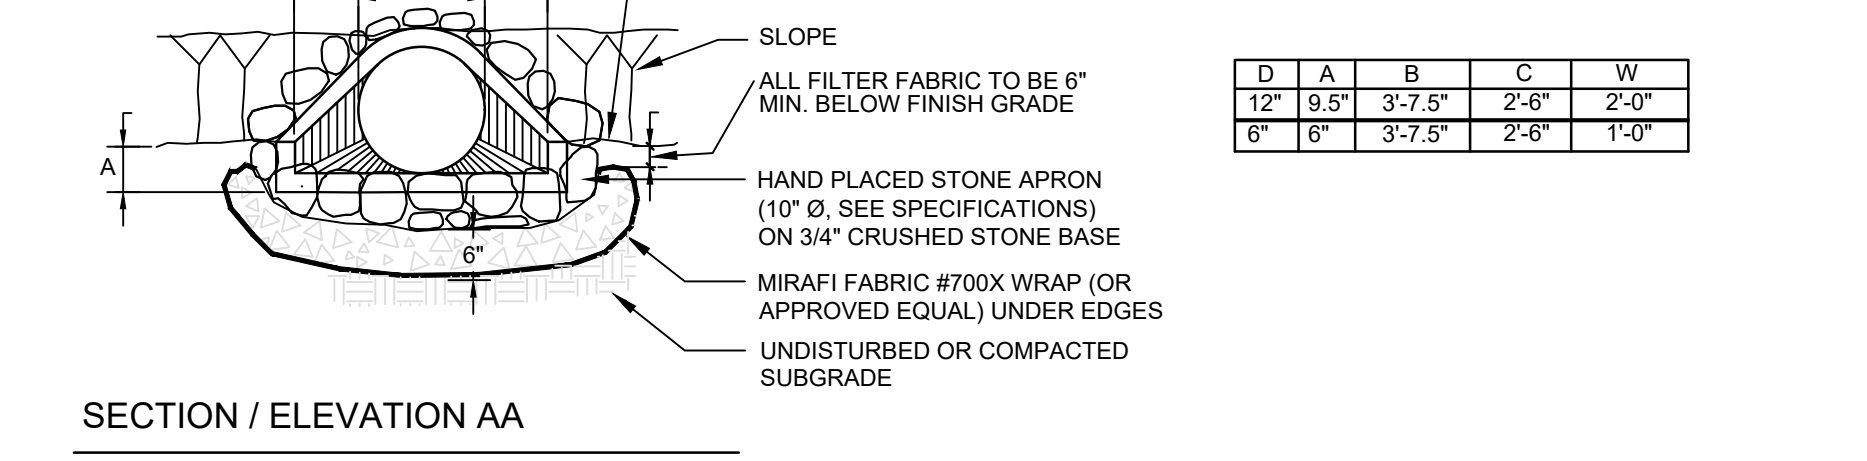 SLOPE
ALL FILTER FABRIC TO BE 6"
MIN. BELOW FINISH GRADE
A
HAND PLACED STONE APRON
(10" Ø, SEE SPECIFICATIONS)
ON 3/4" CRUSHED STONE BASE
6"
MIRAFI FABRIC #700X WRAP (OR
APPROVED EQUAL) UNDER EDGES
UNDISTURBED OR COMPACTED
SUBGRADE
SECTION / ELEVATION AA
D A B C W
12" 9.5" 3'-7.5" 2'-6" 2'-0"
6" 6" 3'-7.5" 2'-6" 1'-0"